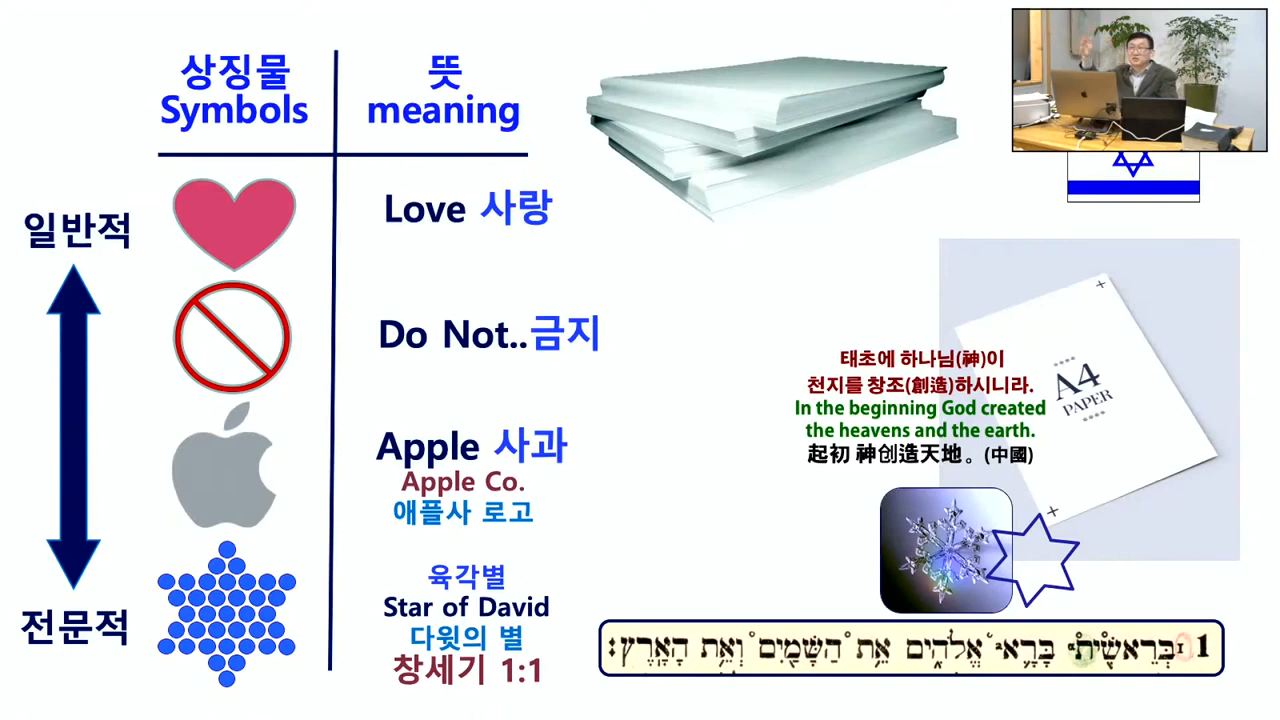 상징물
Symbols
뜻
meaning
일반적
Love 사랑
Do Not..금지
Apple 사과
Apple Co.
애플사 로고
전문적
육각별
Star of David
다윗의 별
창세기 1:1
태초에 하나님(神)이
천지를 창조(創造)하시니라.
In the beginning God created
the heavens and the earth.
起初 神创造天地。(中國)
A4
PAPER
1 בְּרֵאשִׁ֖ית בָּרָ֣א אֱלֹהִ֑ים אֵ֥ת הַשָּׁמַ֖יִם וְאֵ֥ת הָאָֽרֶץ׃